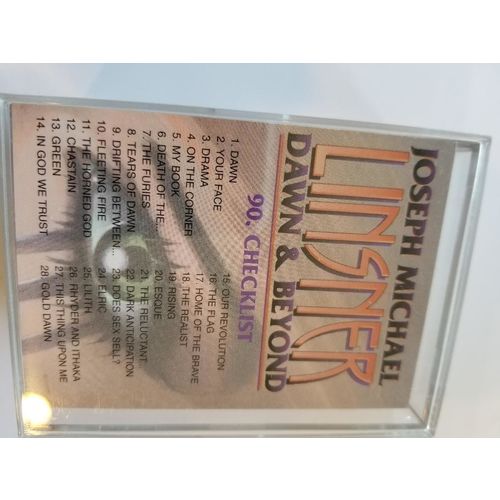 JOSEPH MICHAEL
LINSNER
DAWN & BEYOND
90. CHECKLIST
1. DAWN
2. YOUR FACE
3. DRAMA
4. ON THE CORNER
5. MY BOOK
6. DEATH OF THE...
7. THE FURIES
8. TEARS OF DAWN
9. DRIFTING BETWEEN...
10. FLEETING FIRE
11. THE HORNED GOD
12. CHASTAIN
13. GREEN
14. IN GOD WE TRUST
15. OUR REVOLUTION
16. THE FLAG
17. HOME OF THE BRAVE
18. THE REALIST
19. RISING
20. ESQUE
21. THE RELUCTANT
22. DARK ANTICIPATION
23. DOES SEX SELL?
24. ELRIC
25. LILITH
26. RHYDER AND ITHAKA
27. THIS THING UPON ME
28. GOLD DAWN